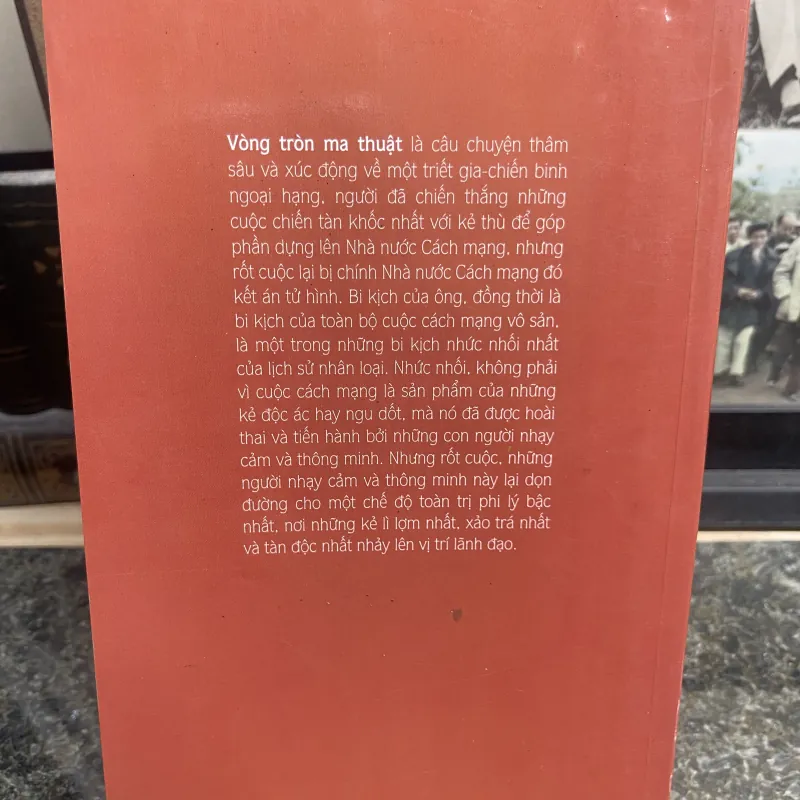 Vòng tròn ma thuật là câu chuyện thâm
sâu và xúc động về một triết gia-chiến binh
ngoại hạng, người đã chiến thắng những
cuộc chiến tàn khốc nhất với kẻ thù để góp
phần dựng lên Nhà nước Cách mạng, nhưng
rốt cuộc lại bị chính Nhà nước Cách mạng đó
kết án tử hình. Bi kịch của ông, đồng thời là
bi kịch của toàn bộ cuộc cách mạng vô sản,
là một trong những bi kịch nhức nhối nhất
của lịch sử nhân loại. Nhức nhối, không phải
vì cuộc cách mạng là sản phẩm của những
kẻ độc ác hay ngu dốt, mà nó đã được hoài
thai và tiến hành bởi những con người nhạy
cảm và thông minh. Nhưng rốt cuộc, những
người nhạy cảm và thông minh này lại dọn
đường cho một chế độ toàn trị phi lý bậc
nhất, nơi những kẻ lì lợm nhất, xảo trá nhất
và tàn độc nhất nhảy lên vị trí lãnh đạo.